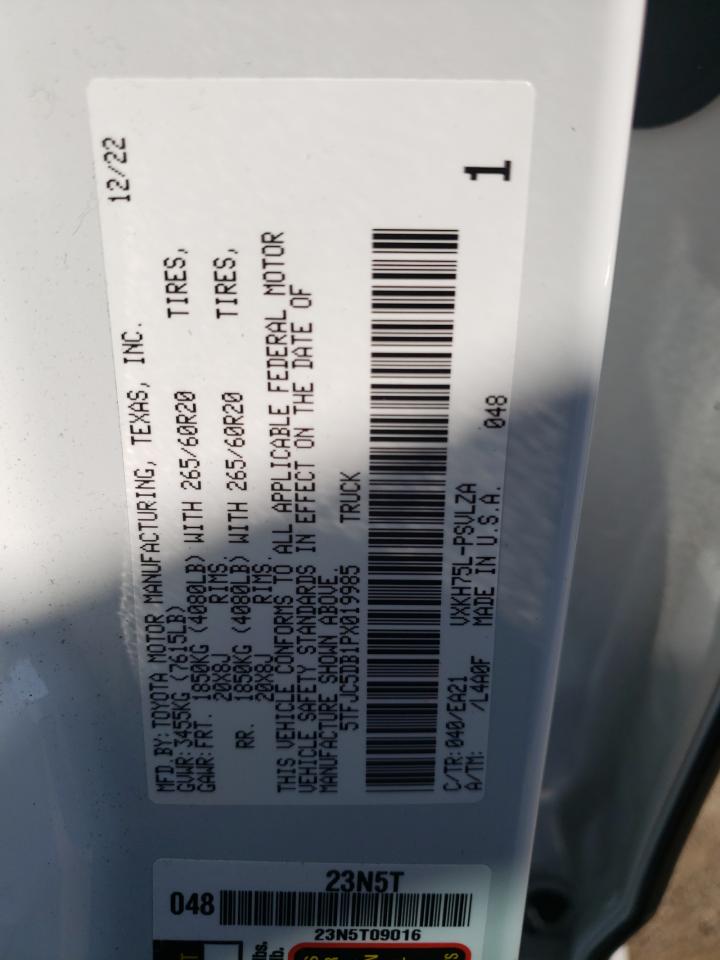 MFD.BY:TOYOTA MOTOR MANUFACTURING, TEXAS, INC. 12/22
GVWR:3455KG (7615LB)
GAWR:FRT. 1850KG (4080LB) WITH 265/60R20 TIRES,
20X8J RIMS.
RR. 1850KG (4080LB) WITH 265/60R20 TIRES,
20X8J RIMS.
THIS VEHICLE CONFORMS TO ALL APPLICABLE FEDERAL MOTOR
VEHICLE SAFETY STANDARDS IN EFFECT ON THE DATE OF
MANUFACTURE SHOWN ABOVE.
5TFJC5DB1PX019985 TRUCK
C/TR:040/EA21 VXKH75L-PSVLZA
A/TM: /L4A0F MADE IN U.S.A. 048
1
23N5T
048
23N5T09016
lbs.
lb.